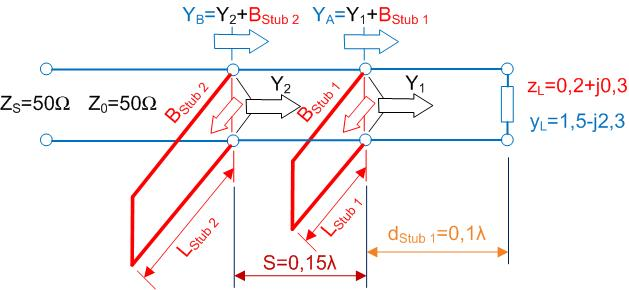 Y_B=Y_2+B_Stub 2 Y_A=Y_1+B_Stub 1
Z_S=50Ω Z_0=50Ω B_Stub 2 Y_2 B_Stub 1 Y_1 z_L=0,2+j0,3
y_L=1,5-j2,3
L_Stub 2 L_Stub 1 d_Stub 1=0,1λ
S=0,15λ